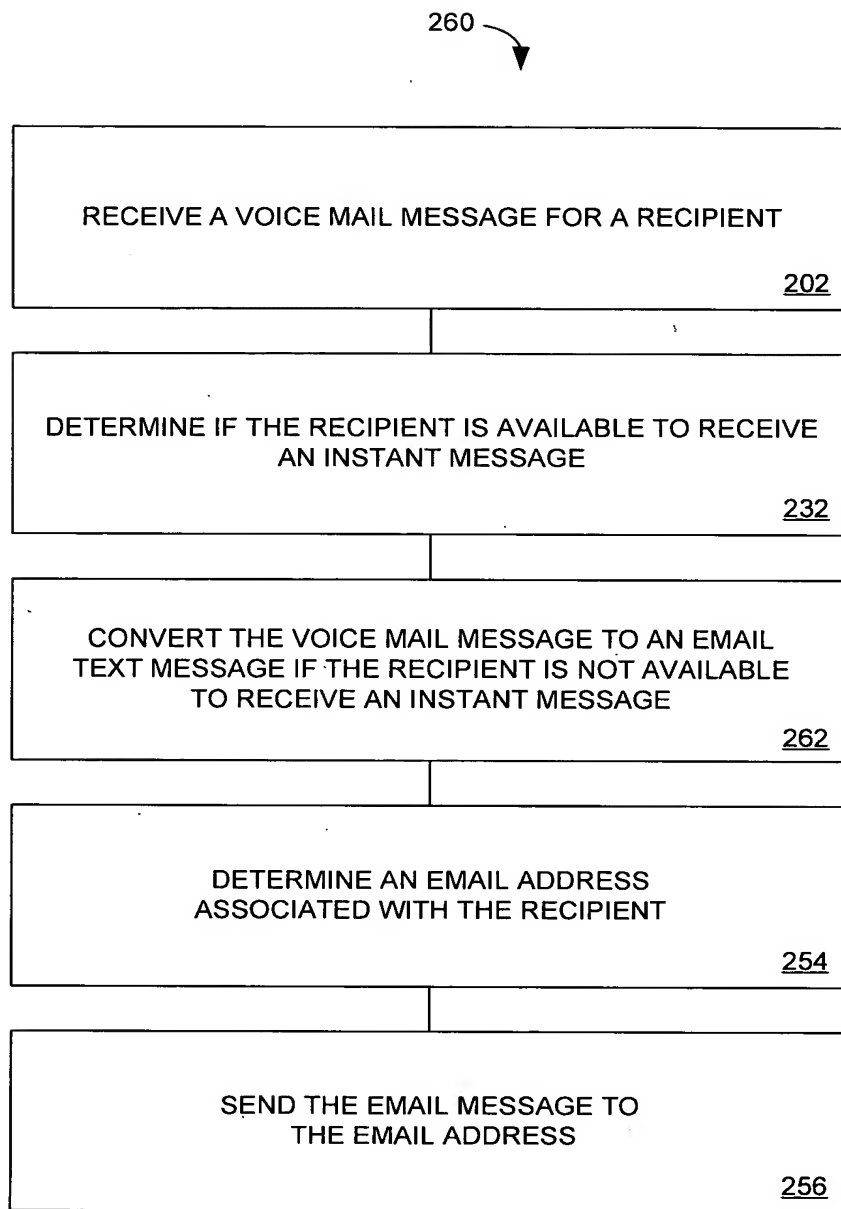 260
RECEIVE A VOICE MAIL MESSAGE FOR A RECIPIENT
202
DETERMINE IF THE RECIPIENT IS AVAILABLE TO RECEIVE
AN INSTANT MESSAGE
232
CONVERT THE VOICE MAIL MESSAGE TO AN EMAIL
TEXT MESSAGE IF THE RECIPIENT IS NOT AVAILABLE
TO RECEIVE AN INSTANT MESSAGE
262
DETERMINE AN EMAIL ADDRESS
ASSOCIATED WITH THE RECIPIENT
254
SEND THE EMAIL MESSAGE TO
THE EMAIL ADDRESS
256